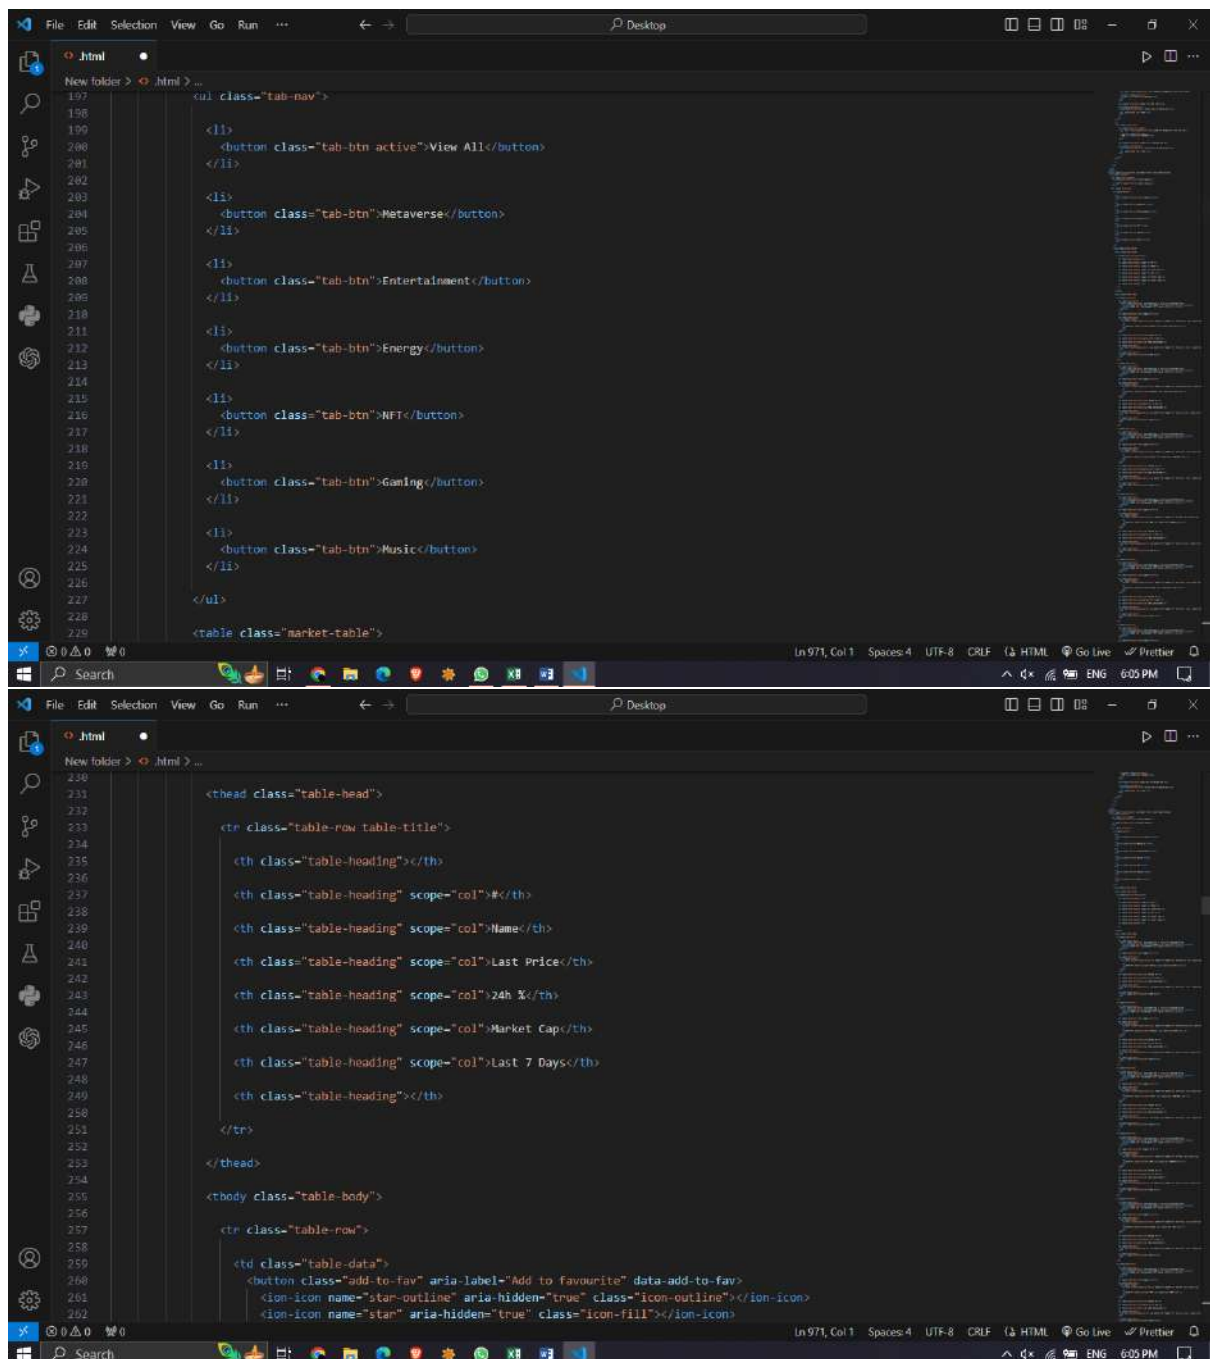 File Edit Selection View Go Run ··· Desktop
.html
New folder > .html > ...
197 <ul class="tab-nav">
198
199 <li>
200 <button class="tab-btn active">View All</button>
201 </li>
202
203 <li>
204 <button class="tab-btn">Metaverse</button>
205 </li>
206
207 <li>
208 <button class="tab-btn">Entertainment</button>
209 </li>
210
211 <li>
212 <button class="tab-btn">Energy</button>
213 </li>
214
215 <li>
216 <button class="tab-btn">NFT</button>
217 </li>
218
219 <li>
220 <button class="tab-btn">Gaming</button>
221 </li>
222
223 <li>
224 <button class="tab-btn">Music</button>
225 </li>
226
227 </ul>
228
229 <table class="market-table">
0 0 0 Ln 971, Col 1 Spaces: 4 UTF-8 CRLF HTML Go Live Prettier
Search ENG 6:05 PM
File Edit Selection View Go Run ··· Desktop
.html
New folder > .html > ...
230
231 <thead class="table-head">
232
233 <tr class="table-row table-title">
234
235 <th class="table-heading"></th>
236
237 <th class="table-heading" scope="col">#</th>
238
239 <th class="table-heading" scope="col">Name</th>
240
241 <th class="table-heading" scope="col">Last Price</th>
242
243 <th class="table-heading" scope="col">24h %</th>
244
245 <th class="table-heading" scope="col">Market Cap</th>
246
247 <th class="table-heading" scope="col">Last 7 Days</th>
248
249 <th class="table-heading"></th>
250
251 </tr>
252
253 </thead>
254
255 <tbody class="table-body">
256
257 <tr class="table-row">
258
259 <td class="table-data">
260 <button class="add-to-fav" aria-label="Add to favourite" data-add-to-fav>
261 <ion-icon name="star-outline" aria-hidden="true" class="icon-outline"></ion-icon>
262 <ion-icon name="star" aria-hidden="true" class="icon-fill"></ion-icon>
0 0 0 Ln 971, Col 1 Spaces: 4 UTF-8 CRLF HTML Go Live Prettier
Search ENG 6:05 PM